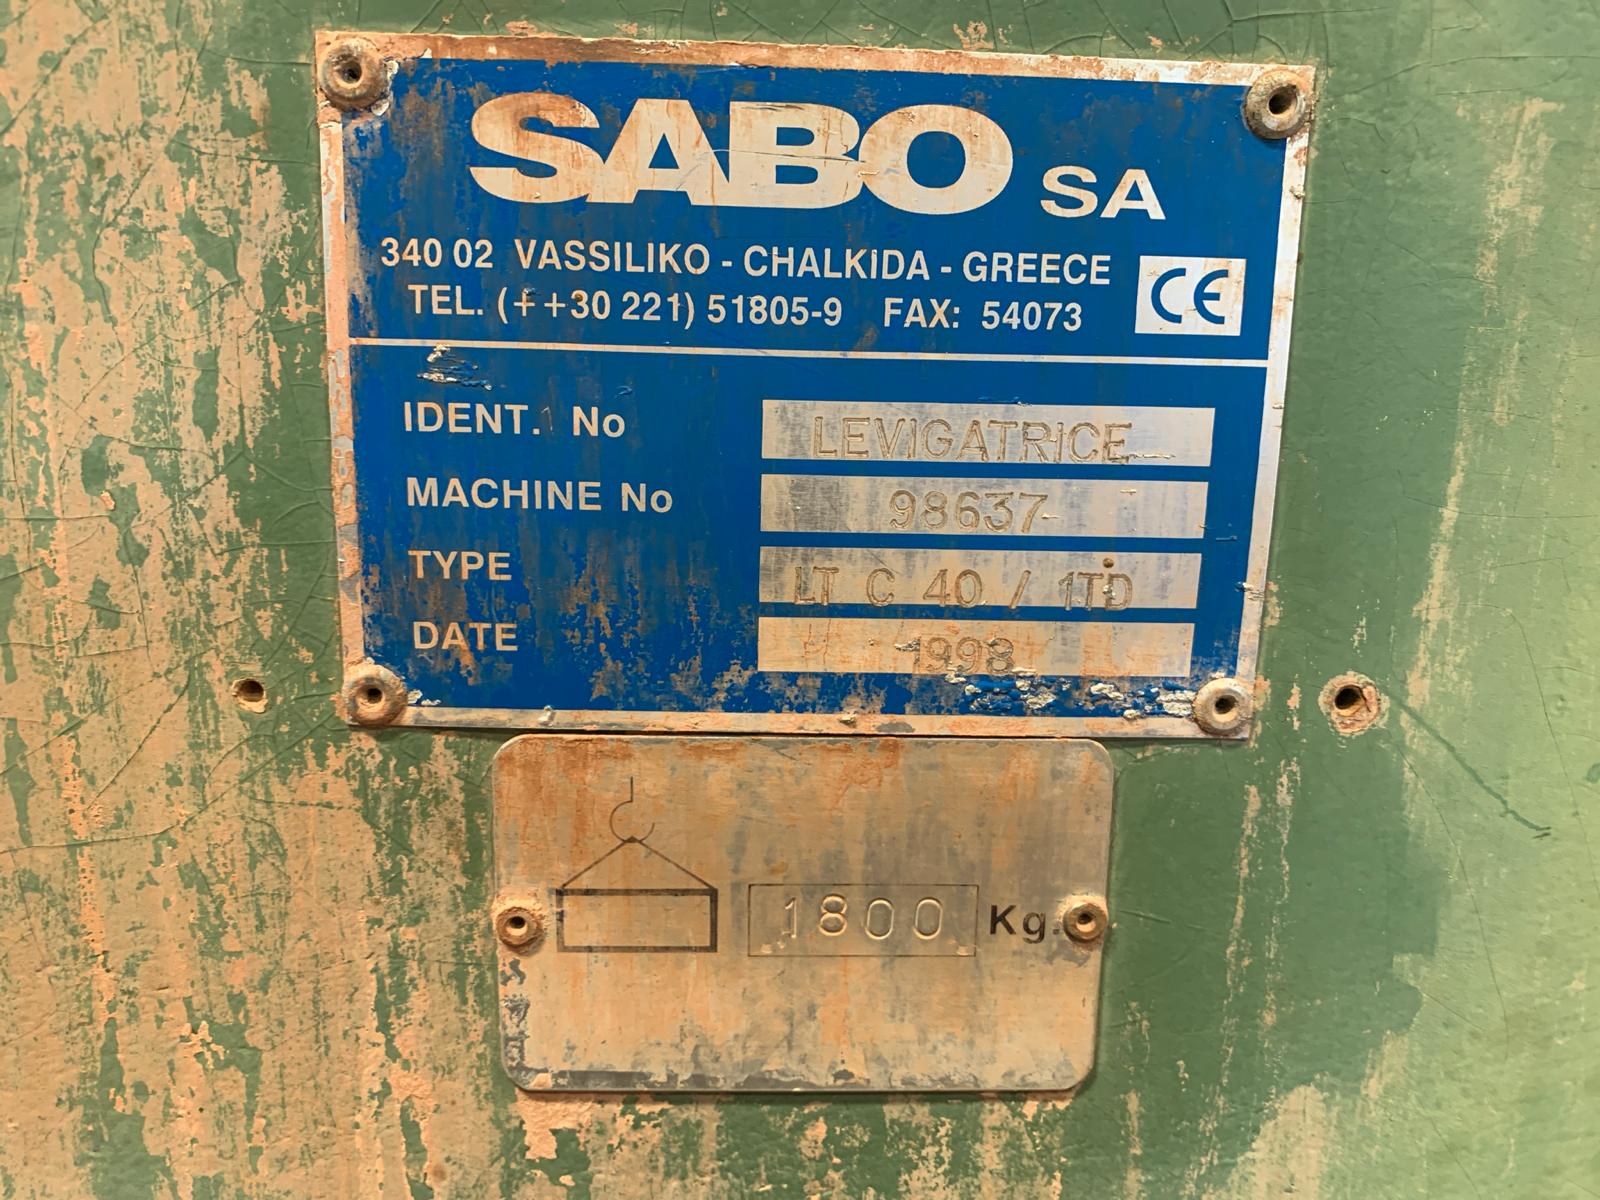 SABO SA
340 02 VASSILIKO - CHALKIDA - GREECE
TEL. (++30 221) 51805-9 FAX: 54073 CE
IDENT. No LEVIGATRICE
MACHINE No 98637
TYPE LT C 40 / 1TD
DATE 1998
1800 Kg.